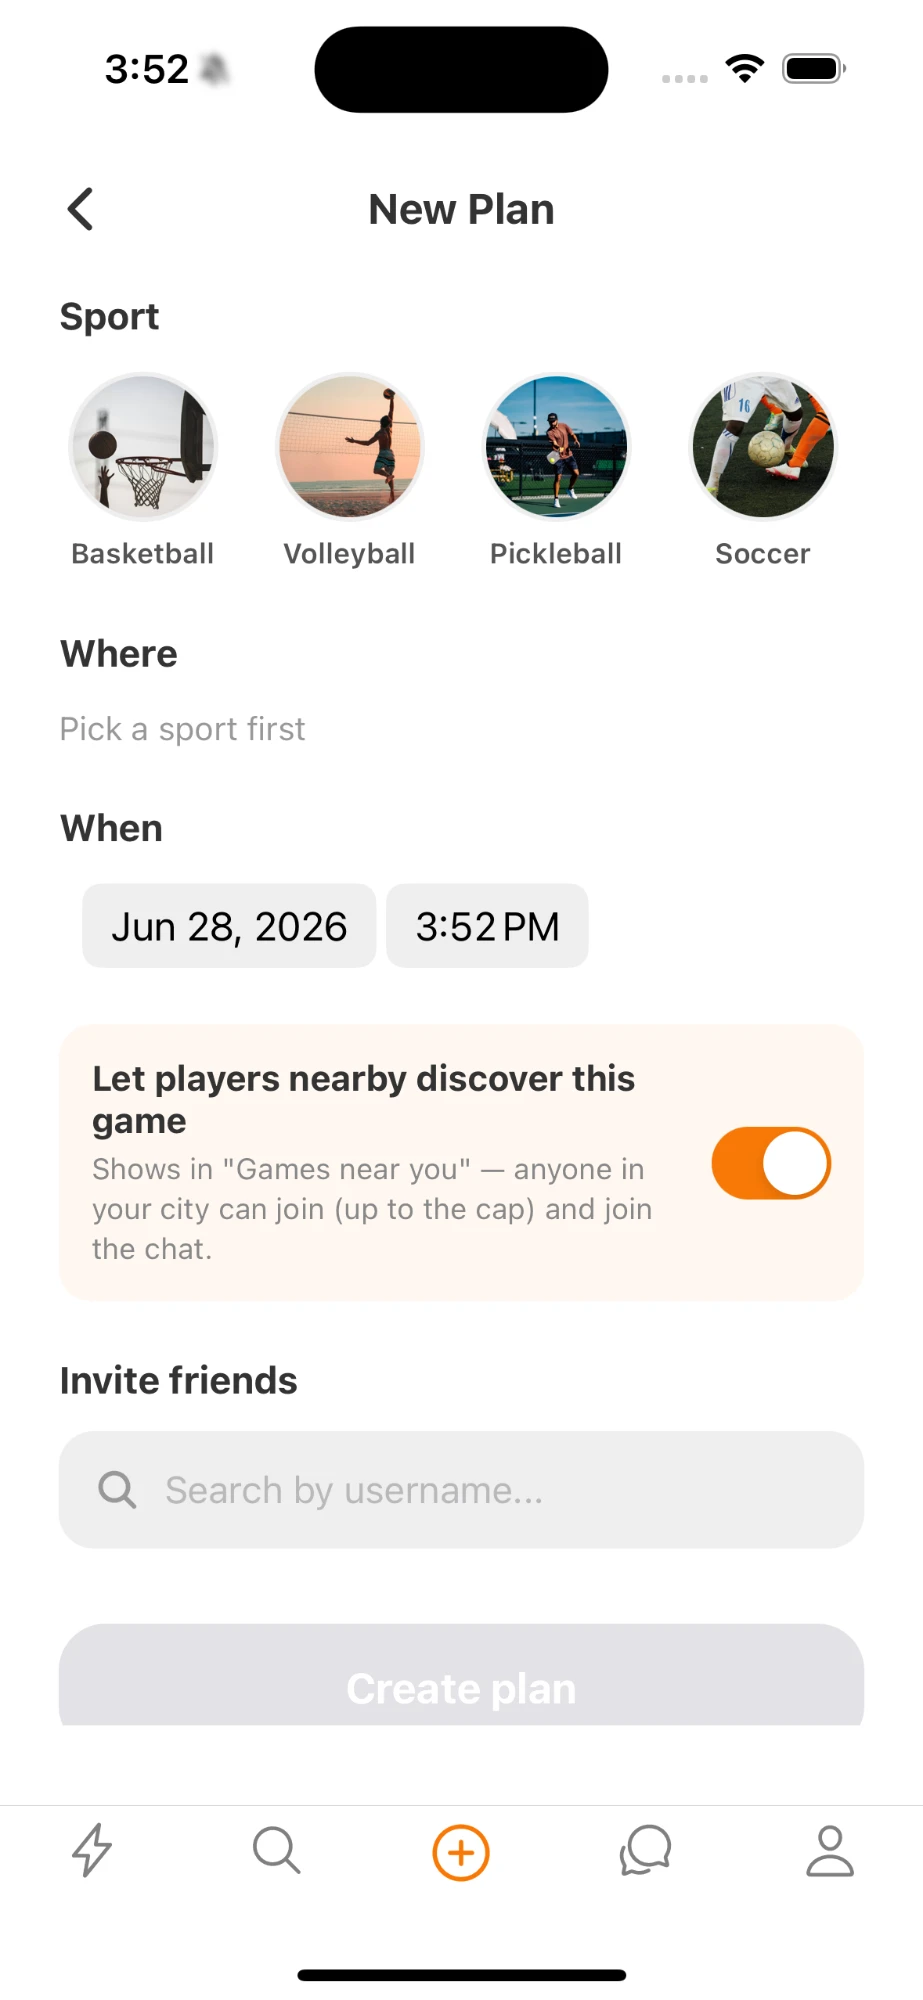 3:52
New Plan
Sport
Basketball Volleyball Pickleball Soccer
Where
Pick a sport first
When
Jun 28, 2026 3:52 PM
Let players nearby discover this
game
Shows in "Games near you" — anyone in
your city can join (up to the cap) and join
the chat.
Invite friends
Search by username...
Create plan